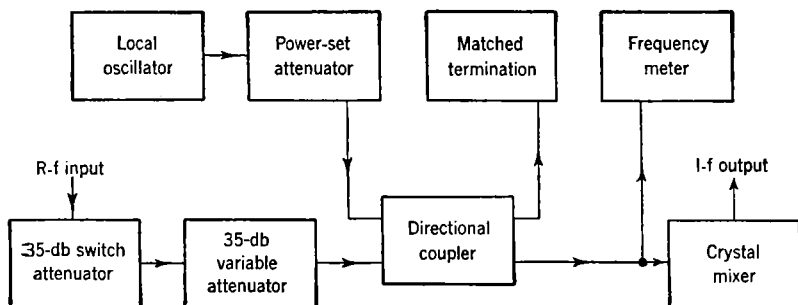 Local
oscillator
Power-set
attenuator
Matched
termination
Frequency
meter
R-f input
I-f output
35-db switch
attenuator
35-db
variable
attenuator
Directional
coupler
Crystal
mixer